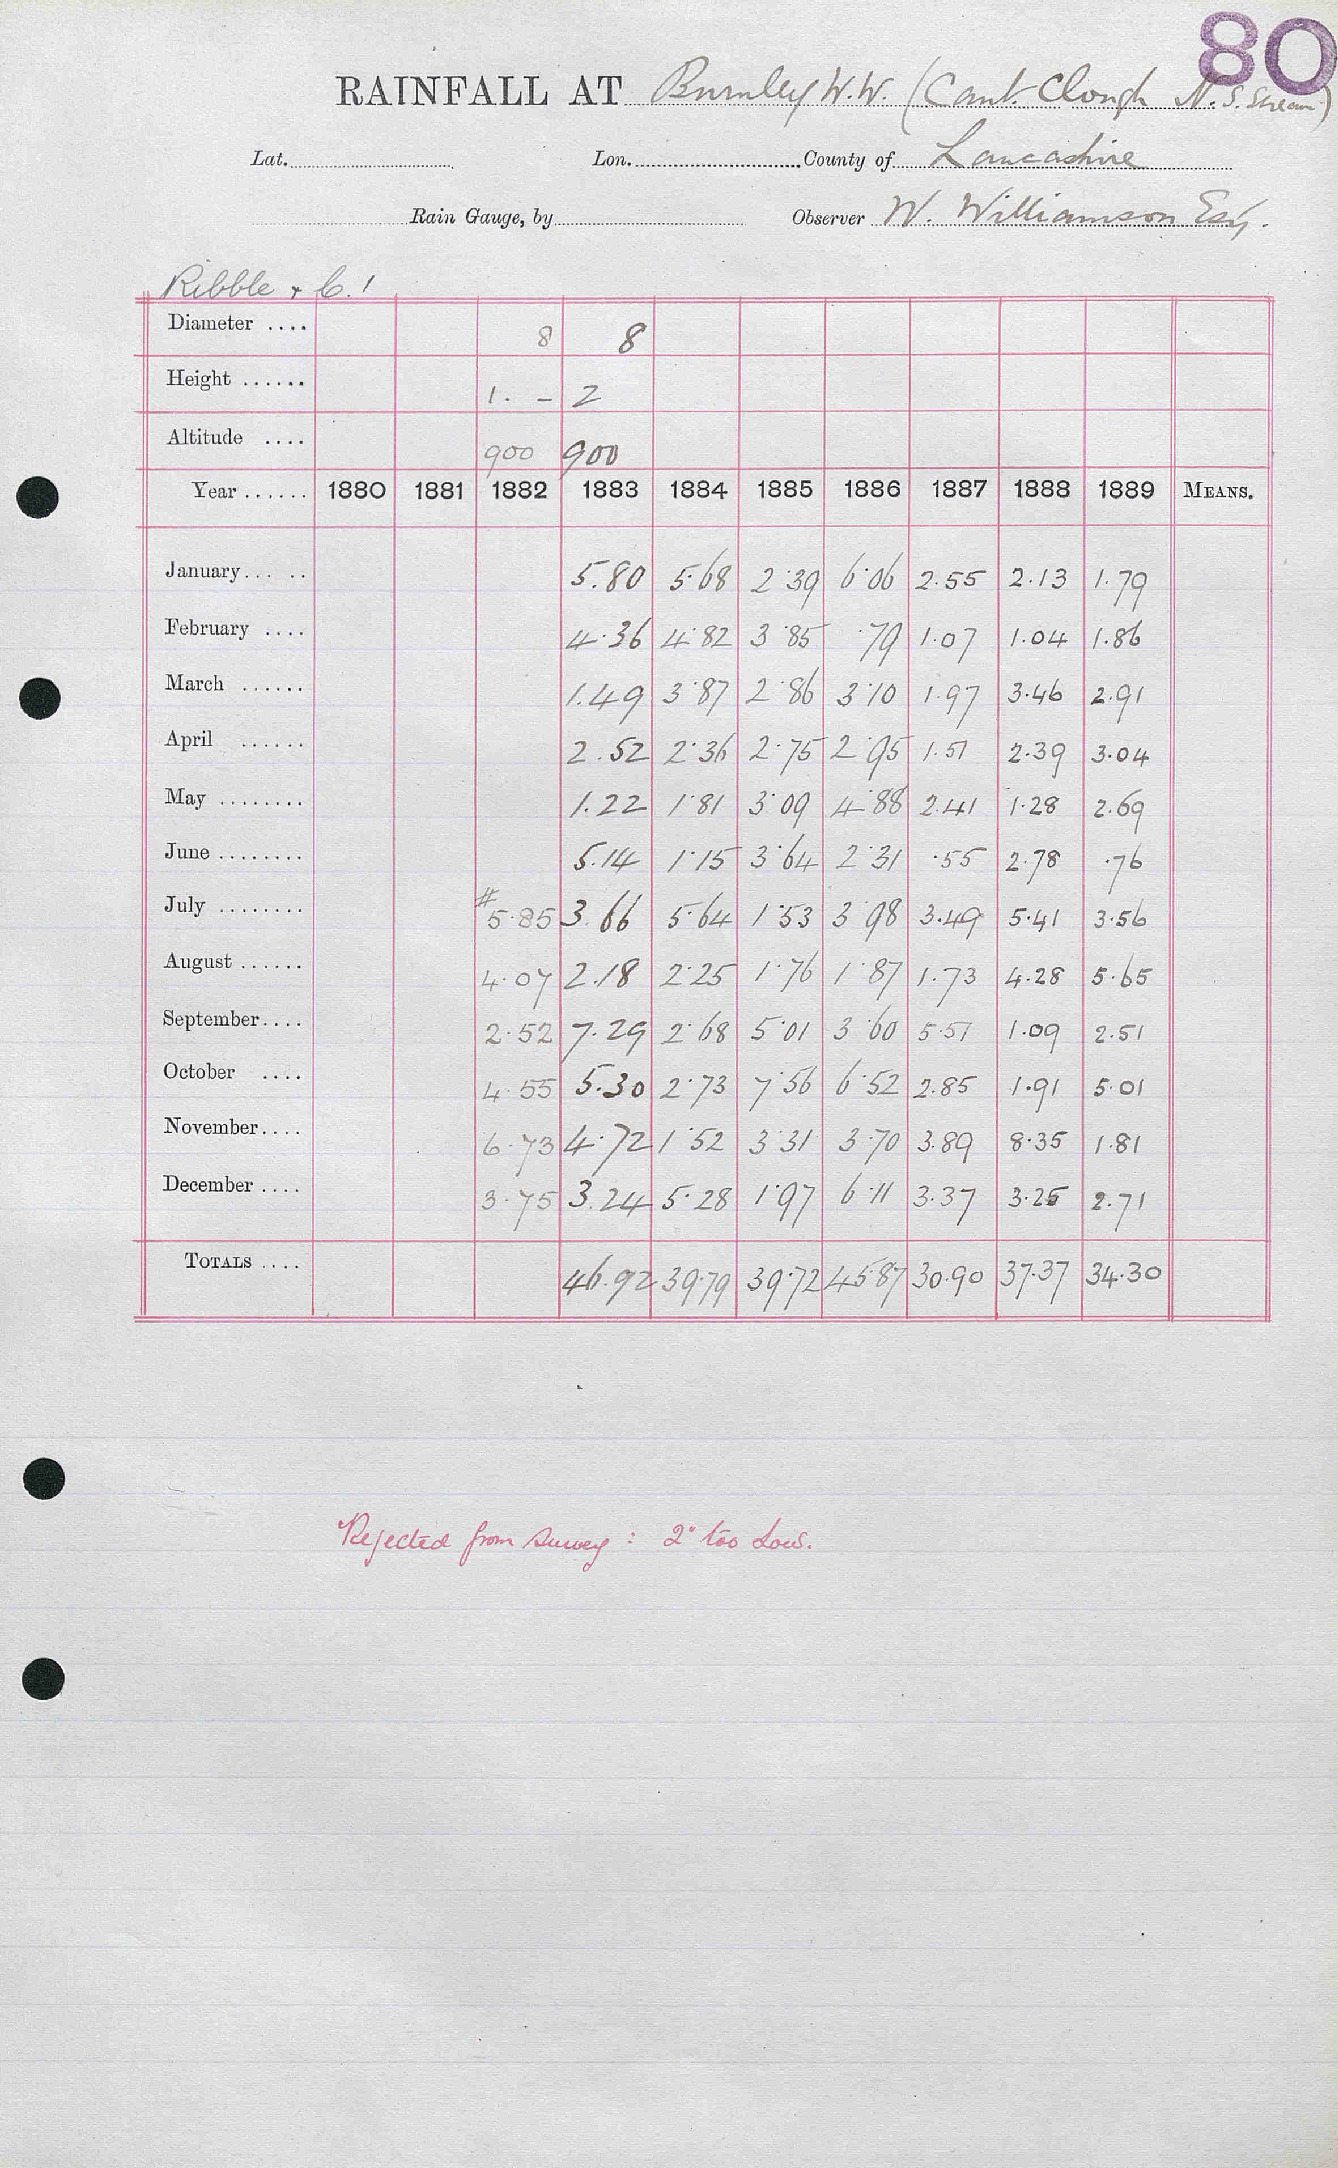 80
RAINFALL AT Burnley W.W. (Cant Clough N. S. Stream)
Lat. Lon. County of Lancashire
Rain Gauge, by Observer W. Williamson Esq.
Ribble &
Diameter .... 8 8
Height ...... 1. - 2
Altitude .... 900 900
Year ...... 1880 1881 1882 1883 1884 1885 1886 1887 1888 1889 MEANS.
January... .. 5.80 5.68 2.39 6.06 2.55 2.13 1.79
February .... 4.36 4.82 3.85 .79 1.07 1.04 1.86
March ...... 1.49 3.87 2.86 3.10 1.97 3.46 2.91
April ...... 2.52 2.36 2.75 2.95 1.51 2.39 3.04
May ........ 1.22 1.81 3.09 4.88 2.41 1.28 2.69
June ........ 5.14 1.15 3.64 2.31 .55 2.78 .76
July ........ # 5.85 3.66 5.64 1.53 3.98 3.49 5.41 3.56
August ...... 4.07 2.18 2.25 1.76 1.87 1.73 4.28 5.65
September.... 2.52 7.29 2.68 5.01 3.60 5.51 1.09 2.51
October .... 4.55 5.30 2.73 7.56 6.52 2.85 1.91 5.01
November.... 6.73 4.72 1.52 3.31 3.70 3.89 8.35 1.81
December .... 3.75 3.24 5.28 1.97 6.11 3.37 3.25 2.71
TOTALS .... 46.92 39.79 39.72 45.87 30.90 37.37 34.30
Rejected from Survey : 2" too Low.